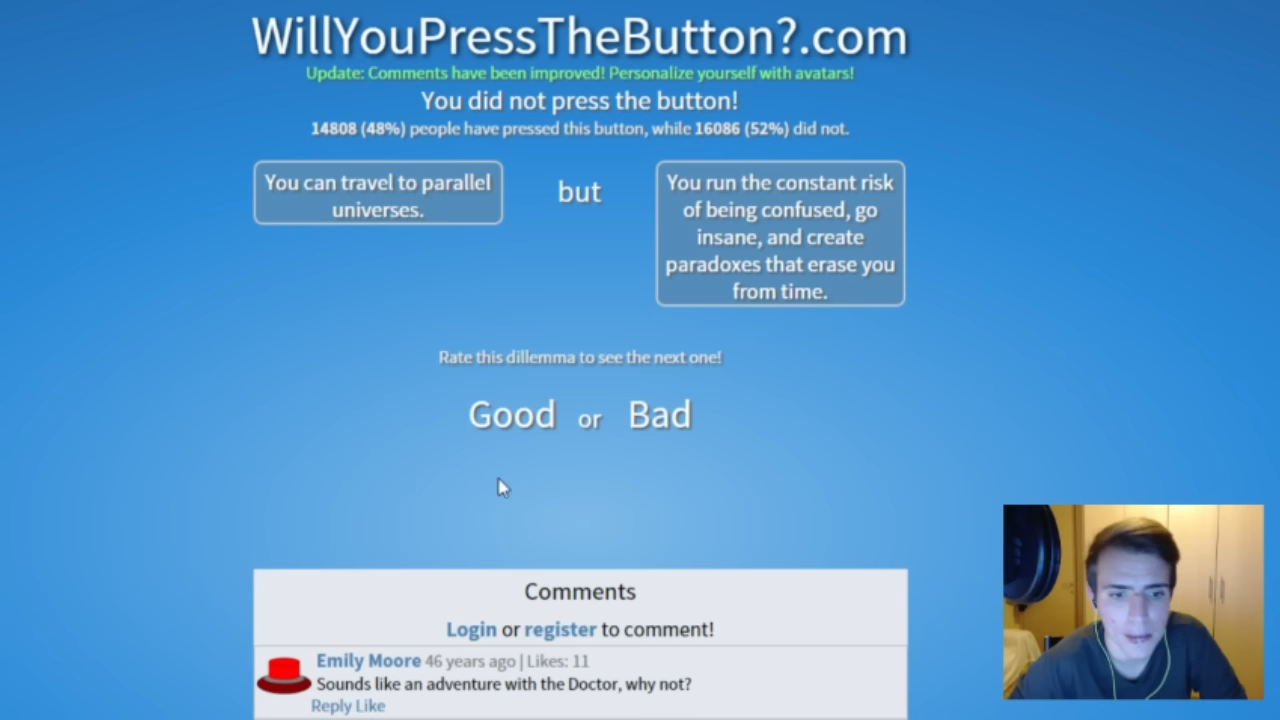 WillYouPressTheButton?.com
Update: Comments have been improved! Personalize yourself with avatars!
You did not press the button!
14808 (48%) people have pressed this button, while 16086 (52%) did not.
You can travel to parallel
universes.
but
You run the constant risk
of being confused, go
insane, and create
paradoxes that erase you
from time.
Rate this dillemma to see the next one!
Good or Bad
Comments
Login or register to comment!
Emily Moore 46 years ago | Likes: 11
Sounds like an adventure with the Doctor, why not?
Reply Like